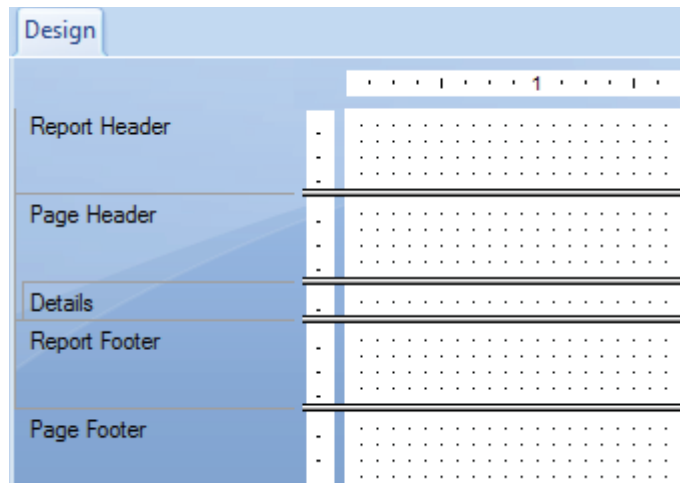 Design
1
Report Header
Page Header
Details
Report Footer
Page Footer